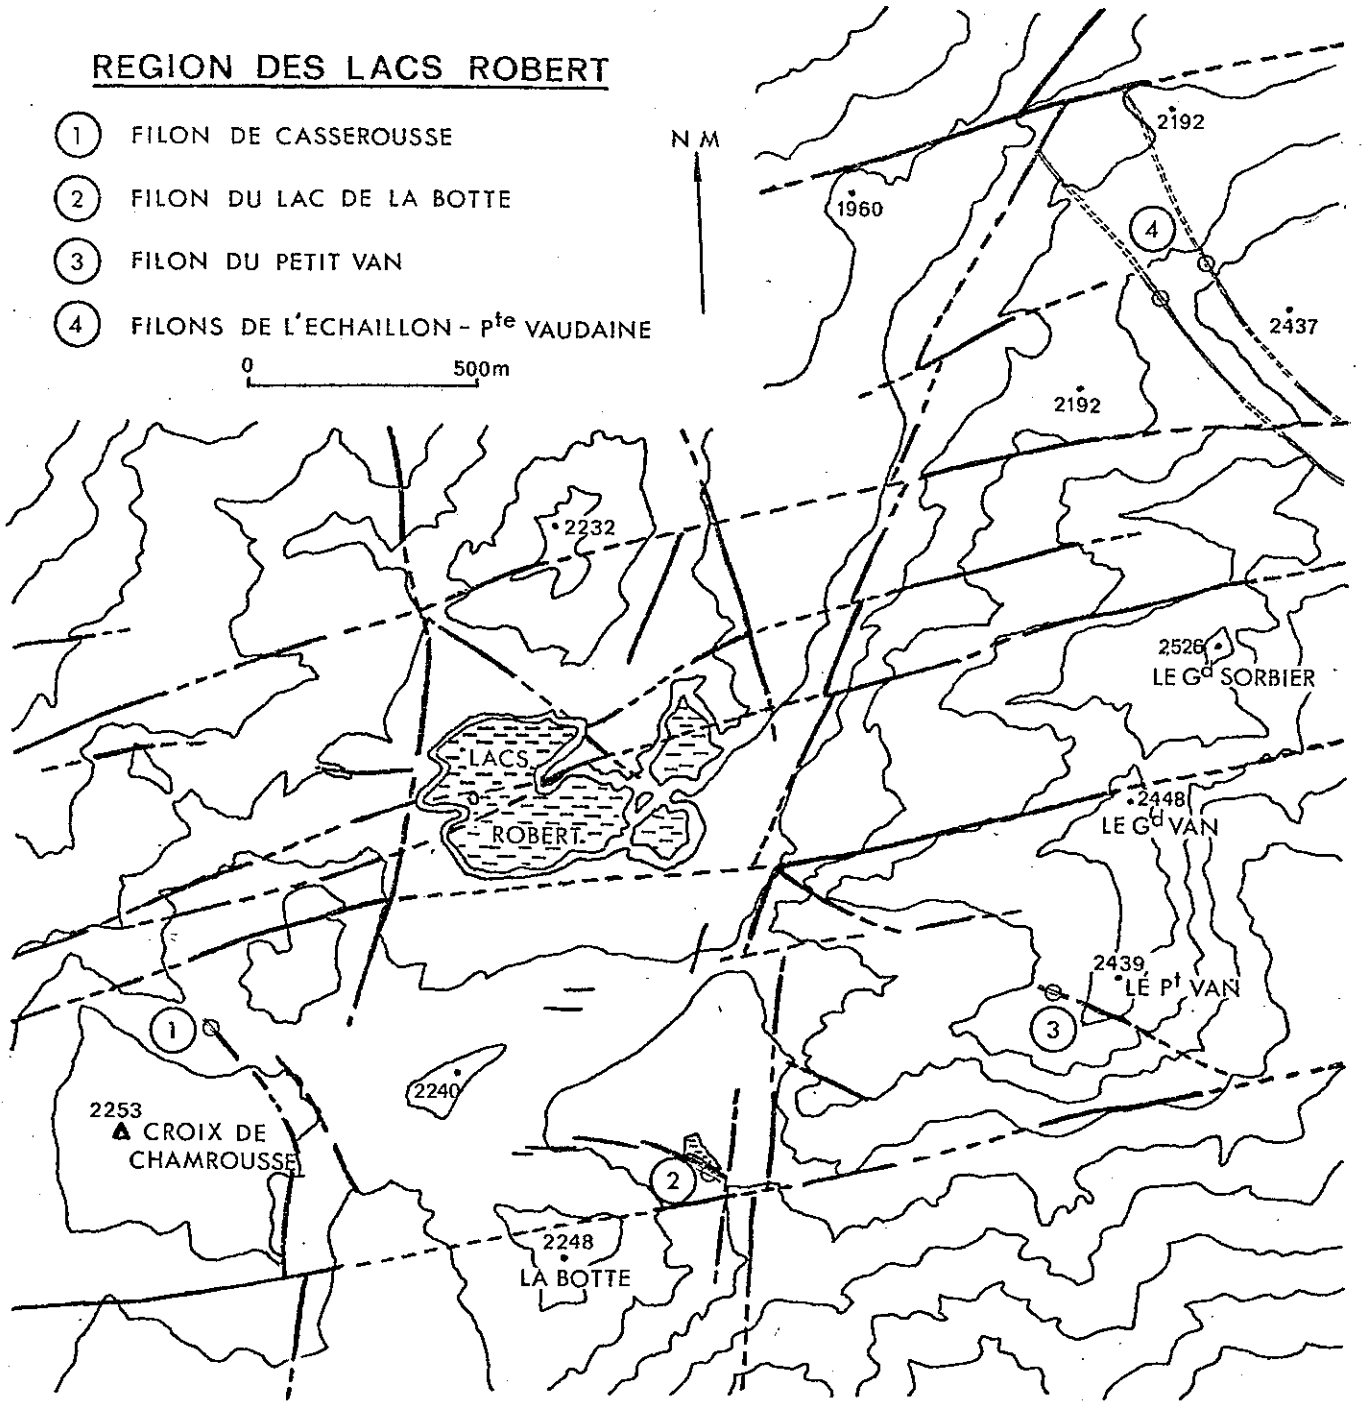 REGION DES LACS ROBERT
1 FILON DE CASSEROUSSE
2 FILON DU LAC DE LA BOTTE
3 FILON DU PETIT VAN
4 FILONS DE L'ECHAILLON - Pte VAUDAINE
0 500m
N M
2192
1960
4
2437
2192
2232
2526
LE Gd SORBIER
LACS
ROBERT
2448
LE Gd VAN
2439
LE Pt VAN
1
3
2240
2253
CROIX DE
CHAMROUSSE
2
2248
LA BOTTE